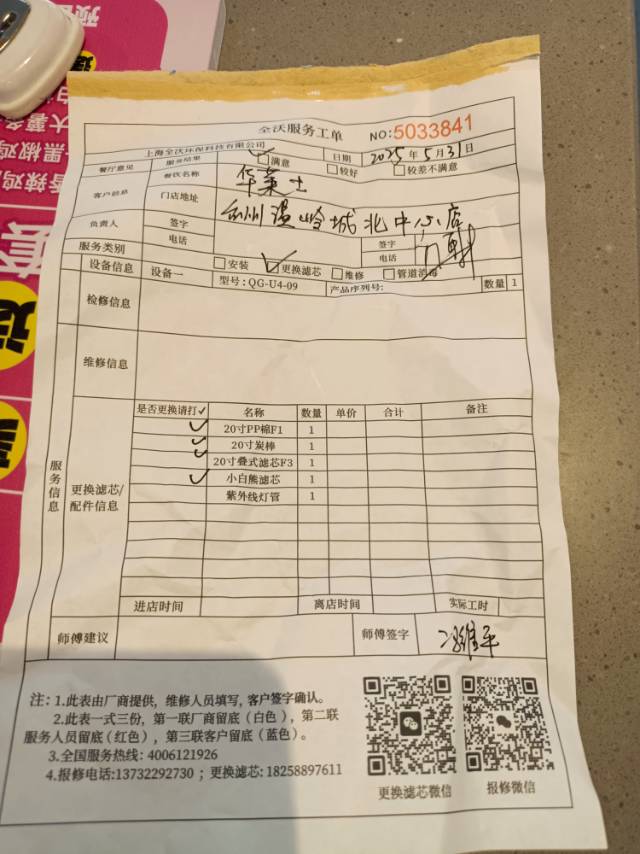 全沃服务工单
NO:5033841
上海全沃环保科技有限公司
餐厅意见 服务结果 ✓满意 较好 较差不满意 日期 2025年5月31日
客户信息 餐饮名称 华莱士
门店地址 台州温岭城北中心店
负责人 签字 签字
电话 电话
服务类别 安装 ✓更换滤芯 维修 管道消毒
设备信息 设备一 型号: QG-U4-09 产品序列号: 数量 1
检修信息
维修信息
服务信息
更换滤芯/配件信息
是否更换请打✓ 名称 数量 单价 合计 备注
✓ 20寸PP棉F1 1
✓ 20寸炭棒 1
✓ 20寸叠式滤芯F3 1
✓ 小白熊滤芯 1
紫外线灯管 1
进店时间 离店时间 实际工时
师傅建议 师傅签字
注: 1.此表由厂商提供, 维修人员填写, 客户签字确认。
2.此表一式三份, 第一联厂商留底 (白色), 第二联
服务人员留底(红色), 第三联客户留底 (蓝色)。
3.全国服务热线: 4006121926
4.报修电话:13732292730 ; 更换滤芯: 18258897611
更换滤芯微信 报修微信
黑椒鸡
香辣鸡
套